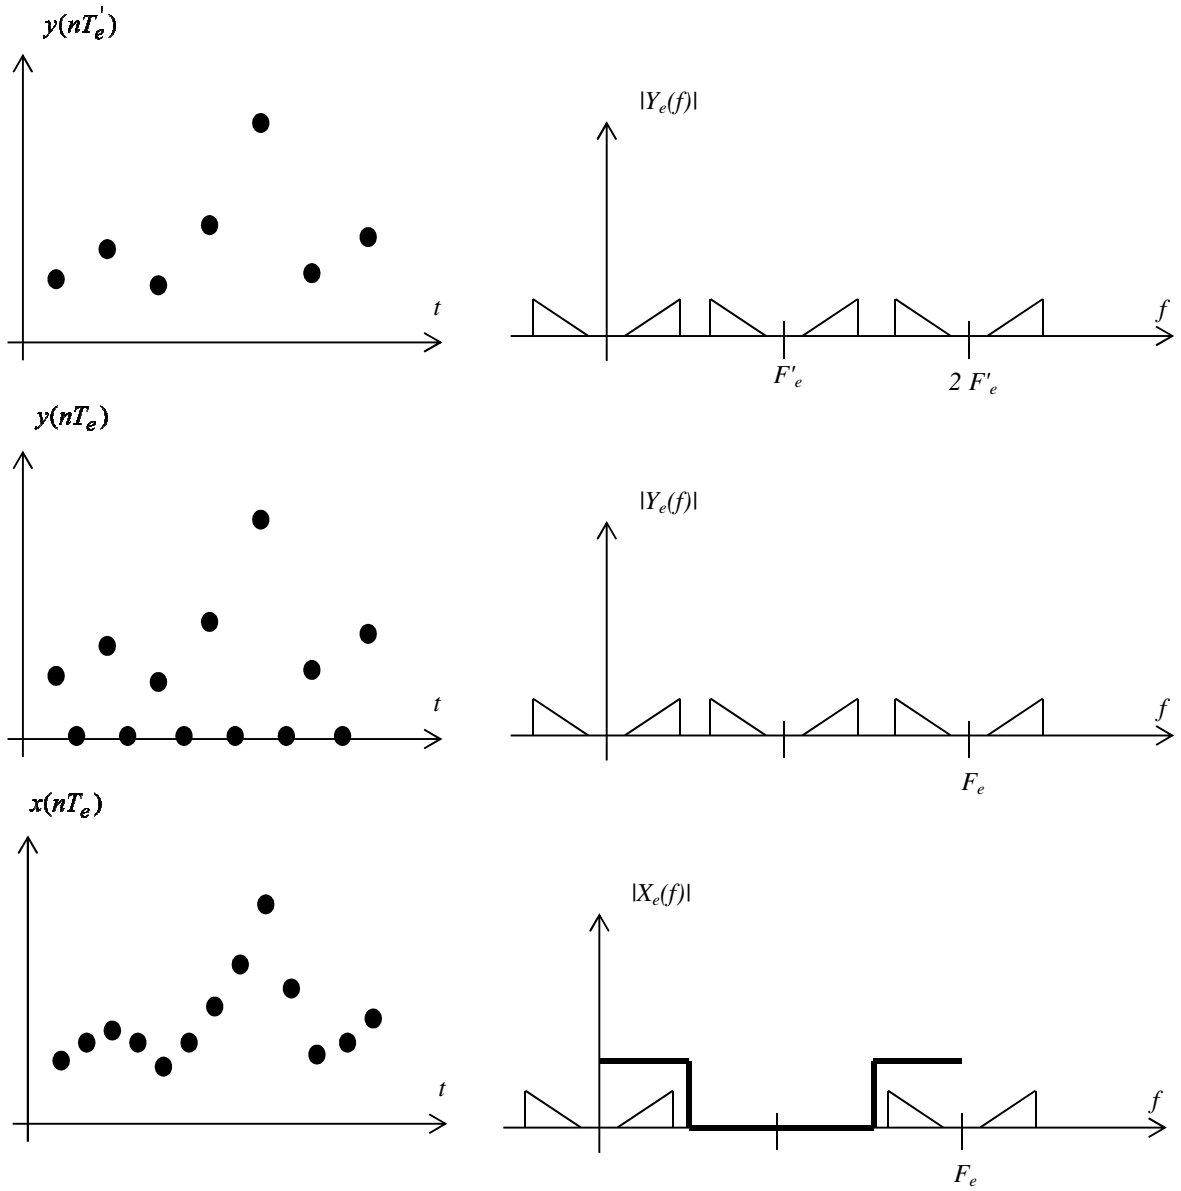 y(nT'e)
|Ye(f)|
t
f
F'e
2 F'e
y(nTe)
|Ye(f)|
t
f
Fe
x(nTe)
|Xe(f)|
t
f
Fe